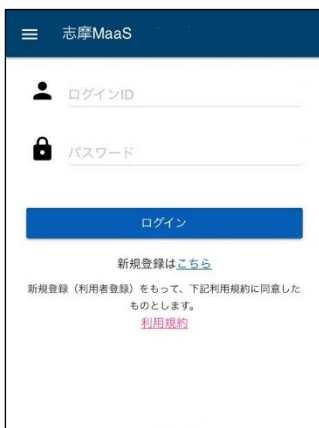 志摩MaaS
ログインID
パスワード
ログイン
新規登録はこちら
新規登録（利用者登録）をもって、下記利用規約に同意した
ものとします。
利用規約